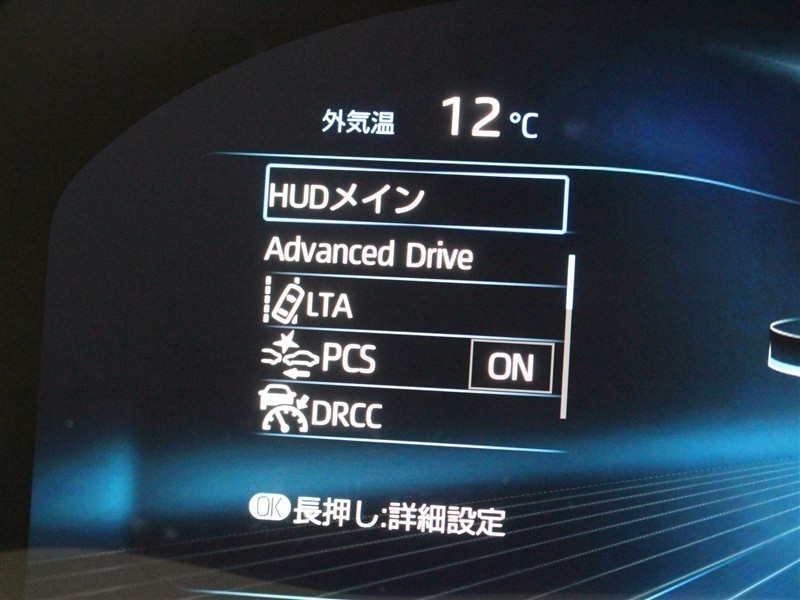 外気温 12℃
HUDメイン
Advanced Drive
LTA
PCS ON
DRCC
OK 長押し:詳細設定